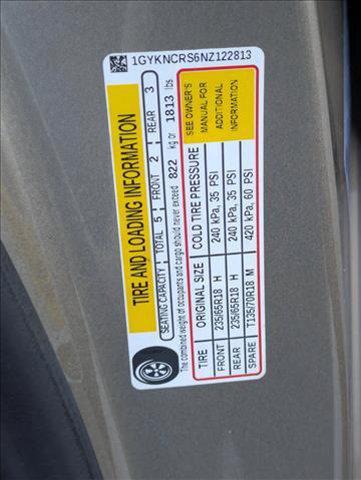 1GYKNCRS6NZ122813
TIRE AND LOADING INFORMATION
SEATING CAPACITY: TOTAL 5 FRONT 2 REAR 3
The combined weight of occupants and cargo should never exceed 822 kg or 1813 lbs
TIRE ORIGINAL SIZE COLD TIRE PRESSURE
FRONT 235/65R18 H 240 kPa, 35 PSI
REAR 235/65R18 H 240 kPa, 35 PSI
SPARE T135/70R18 M 420 kPa, 60 PSI
SEE OWNER'S
MANUAL FOR
ADDITIONAL
INFORMATION